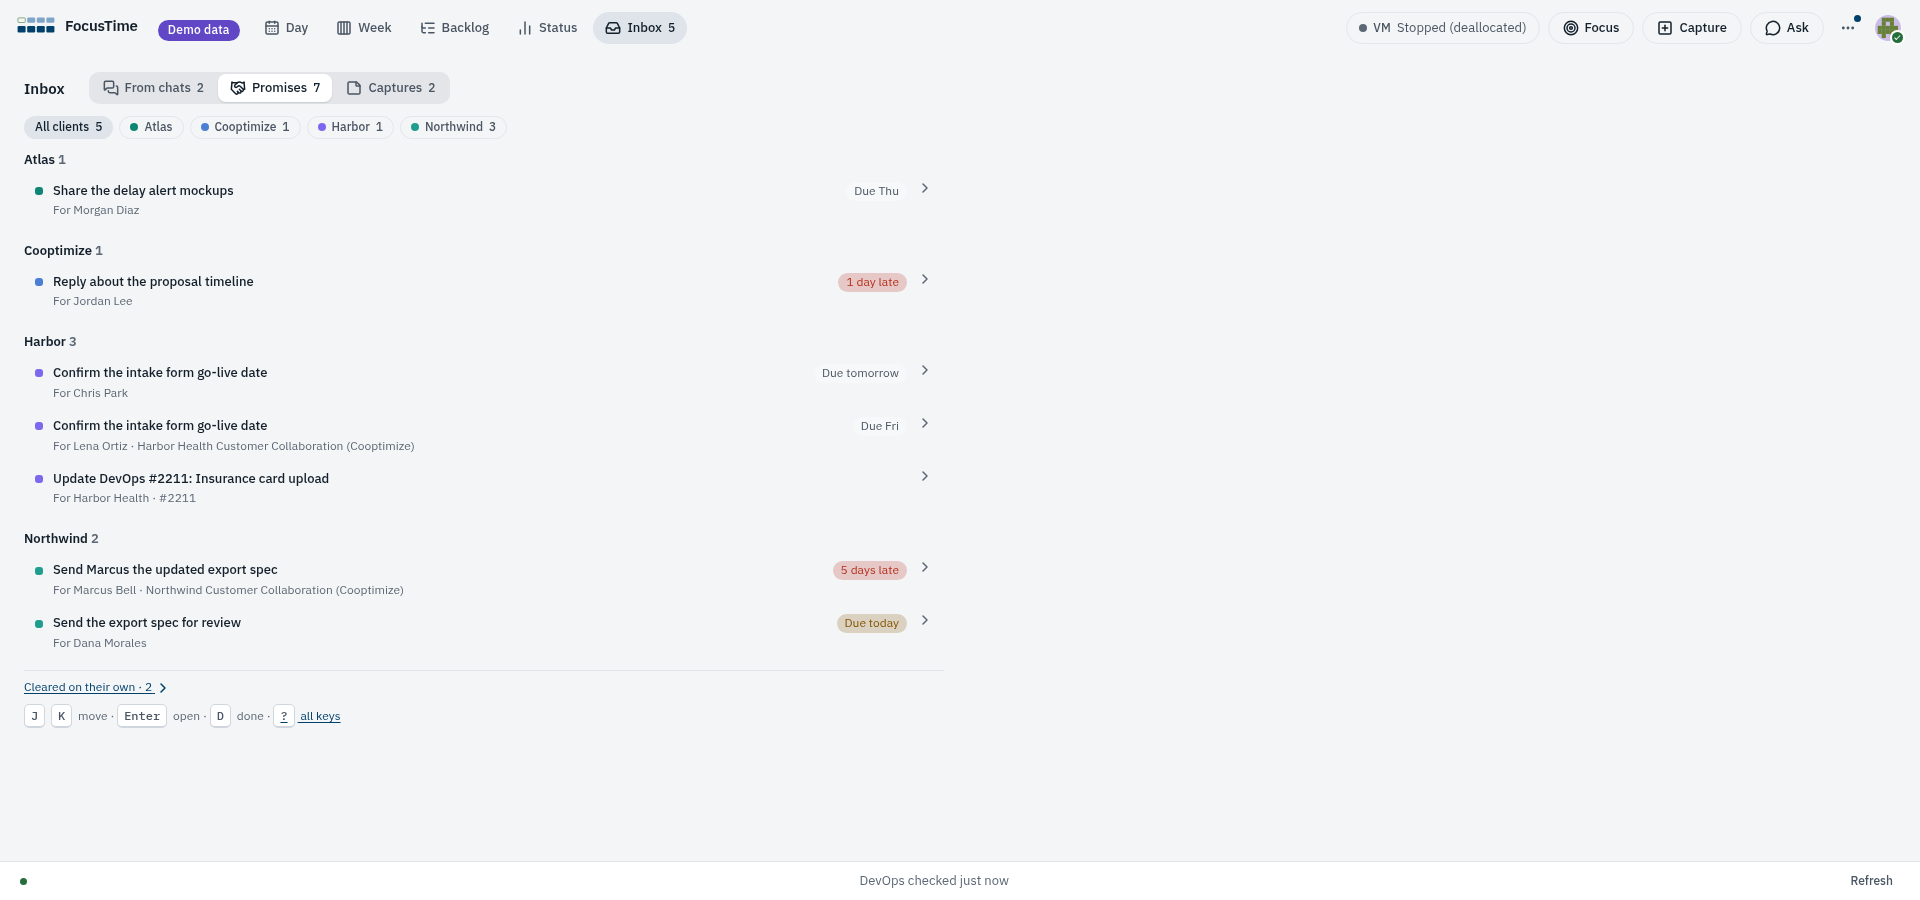 FocusTime Demo data Day Week Backlog Status Inbox 5 VM Stopped (deallocated) Focus Capture Ask
Inbox From chats 2 Promises 7 Captures 2
All clients 5 Atlas Cooptimize 1 Harbor 1 Northwind 3
Atlas 1
Share the delay alert mockups Due Thu
For Morgan Diaz
Cooptimize 1
Reply about the proposal timeline 1 day late
For Jordan Lee
Harbor 3
Confirm the intake form go-live date Due tomorrow
For Chris Park
Confirm the intake form go-live date Due Fri
For Lena Ortiz · Harbor Health Customer Collaboration (Cooptimize)
Update DevOps #2211: Insurance card upload
For Harbor Health · #2211
Northwind 2
Send Marcus the updated export spec 5 days late
For Marcus Bell · Northwind Customer Collaboration (Cooptimize)
Send the export spec for review Due today
For Dana Morales
Cleared on their own · 2
J K move · Enter open · D done · ? all keys
DevOps checked just now Refresh